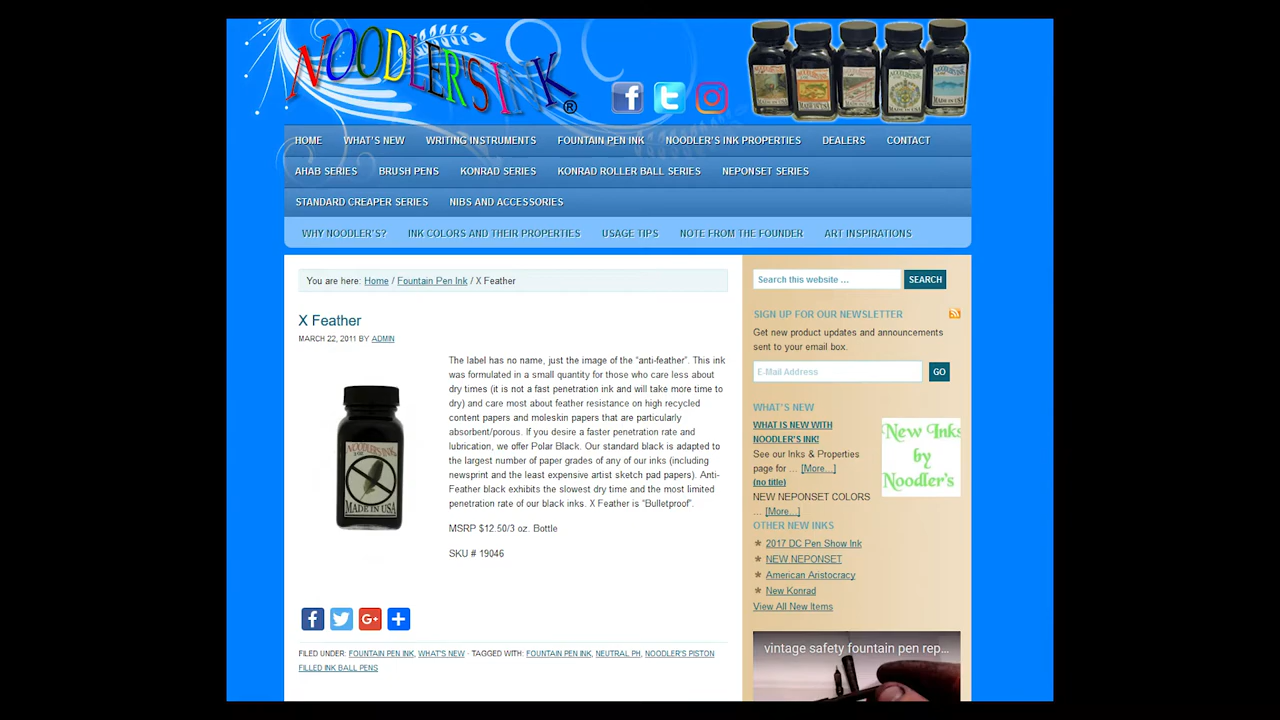 NOODLER'S INK®
HOME WHAT'S NEW WRITING INSTRUMENTS FOUNTAIN PEN INK NOODLER'S INK PROPERTIES DEALERS CONTACT
AHAB SERIES BRUSH PENS KONRAD SERIES KONRAD ROLLER BALL SERIES NEPONSET SERIES
STANDARD CREAPER SERIES NIBS AND ACCESSORIES
WHY NOODLER'S? INK COLORS AND THEIR PROPERTIES USAGE TIPS NOTE FROM THE FOUNDER ART INSPIRATIONS
You are here: Home / Fountain Pen Ink / X Feather
X Feather
MARCH 22, 2011 BY ADMIN
The label has no name, just the image of the "anti-feather". This ink
was formulated in a small quantity for those who care less about
dry times (it is not a fast penetration ink and will take more time to
dry) and care most about feather resistance on high recycled
content papers and moleskin papers that are particularly
absorbent/porous. If you desire a faster penetration rate and
lubrication, we offer Polar Black. Our standard black is adapted to
the largest number of paper grades of any of our inks (including
newsprint and the least expensive artist sketch pad papers). Anti-
Feather black exhibits the slowest dry time and the most limited
penetration rate of our black inks. X Feather is "Bulletproof".
MSRP $12.50/3 oz. Bottle
SKU # 19046
NOODLER'S INK
MADE IN USA
FILED UNDER: FOUNTAIN PEN INK, WHAT'S NEW · TAGGED WITH: FOUNTAIN PEN INK, NEUTRAL PH, NOODLER'S PISTON
FILLED INK BALL PENS
Search this website … SEARCH
SIGN UP FOR OUR NEWSLETTER
Get new product updates and announcements
sent to your email box.
E-Mail Address GO
WHAT'S NEW
WHAT IS NEW WITH
NOODLER'S INK!
See our Inks & Properties
page for … [More...]
(no title)
NEW NEPONSET COLORS
… [More...]
New Inks
by
Noodler's
OTHER NEW INKS
2017 DC Pen Show Ink
NEW NEPONSET
American Aristocracy
New Konrad
View All New Items
vintage safety fountain pen rep...